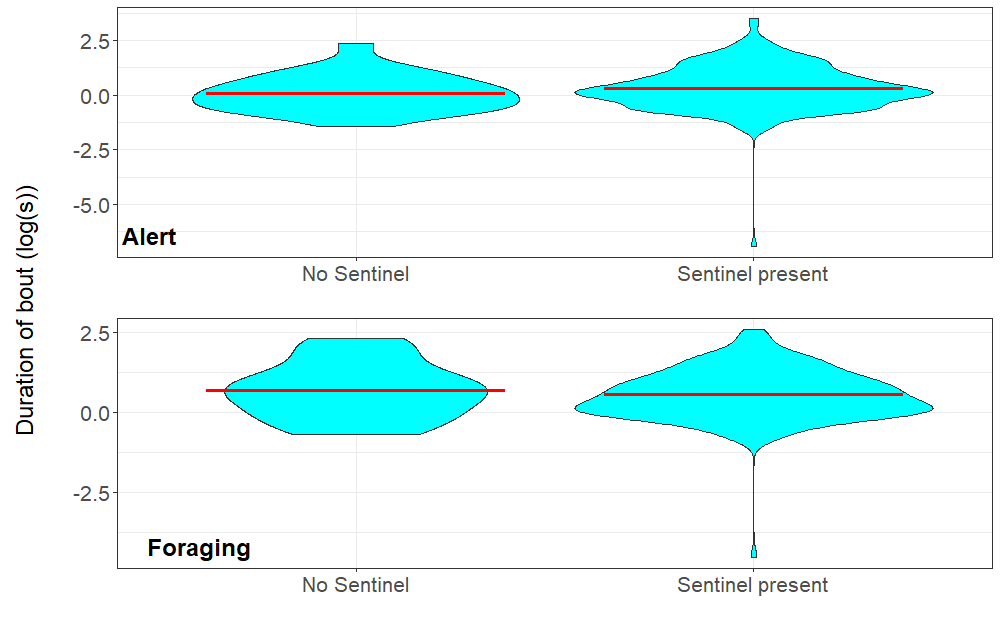 Duration of bout (log(s))
2.5
0.0
-2.5
-5.0
Alert
No Sentinel Sentinel present
2.5
0.0
-2.5
Foraging
No Sentinel Sentinel present